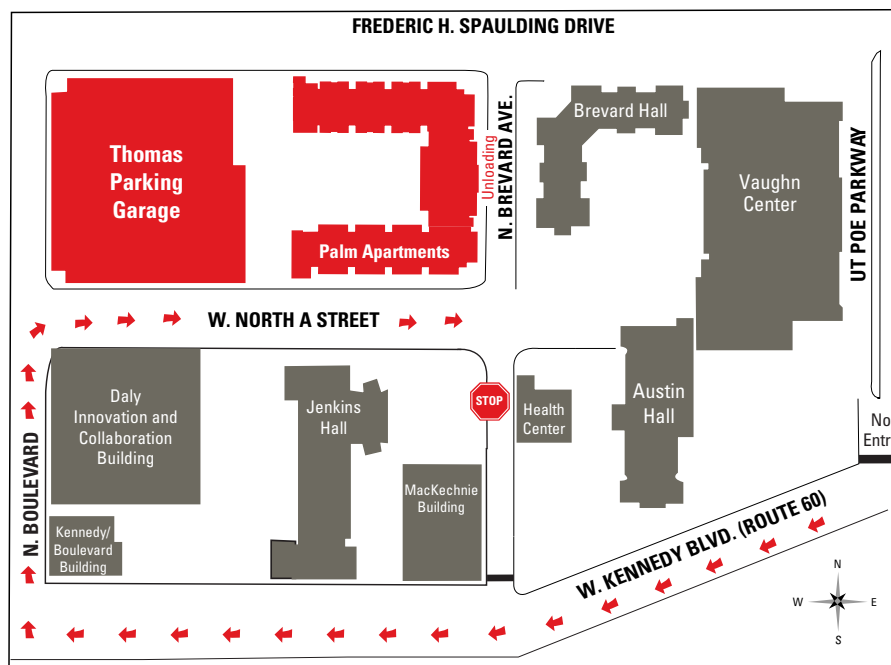 FREDERIC H. SPAULDING DRIVE
Thomas
Parking
Garage
Palm Apartments
Unloading
N. BREVARD AVE.
Brevard Hall
Vaughn
Center
UT POE PARKWAY
W. NORTH A STREET
N. BOULEVARD
Daly
Innovation and
Collaboration
Building
Jenkins
Hall
STOP
Health
Center
Austin
Hall
No
Entr
MacKechnie
Building
Kennedy/
Boulevard
Building
W. KENNEDY BLVD. (ROUTE 60)
N
W
E
S